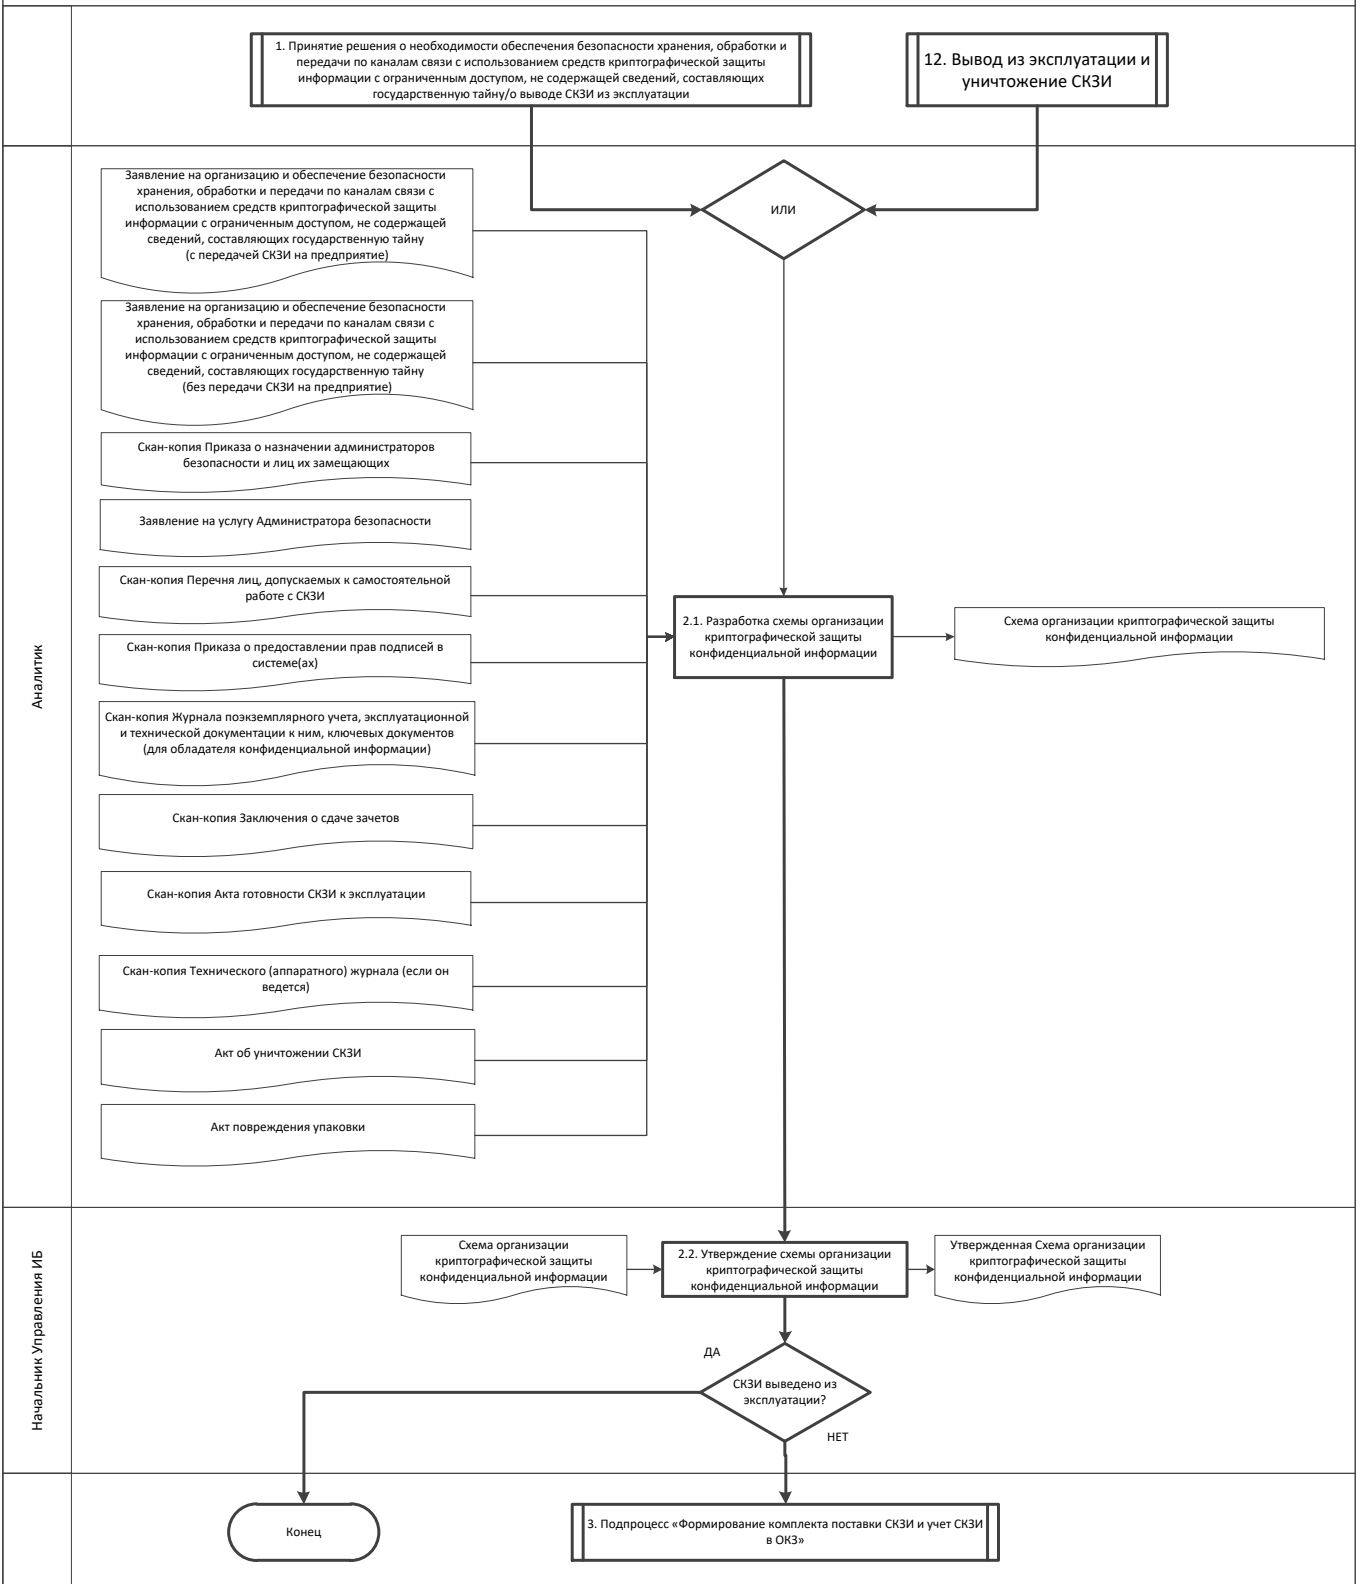 1. Принятие решения о необходимости обеспечения безопасности хранения, обработки и
передачи по каналам связи с использованием средств криптографической защиты
информации с ограниченным доступом, не содержащей сведений, составляющих
государственную тайну/о выводе СКЗИ из эксплуатации
12. Вывод из эксплуатации и
уничтожение СКЗИ
Аналитик
Заявление на организацию и обеспечение безопасности
хранения, обработки и передачи по каналам связи с
использованием средств криптографической защиты
информации с ограниченным доступом, не содержащей
сведений, составляющих государственную тайну
(с передачей СКЗИ на предприятие)
ИЛИ
Заявление на организацию и обеспечение безопасности
хранения, обработки и передачи по каналам связи с
использованием средств криптографической защиты
информации с ограниченным доступом, не содержащей
сведений, составляющих государственную тайну
(без передачи СКЗИ на предприятие)
Скан-копия Приказа о назначении администраторов
безопасности и лиц их замещающих
Заявление на услугу Администратора безопасности
Скан-копия Перечня лиц, допускаемых к самостоятельной
работе с СКЗИ
Скан-копия Приказа о предоставлении прав подписей в
системе(ах)
Скан-копия Журнала поэкземплярного учета, эксплуатационной
и технической документации к ним, ключевых документов
(для обладателя конфиденциальной информации)
Скан-копия Заключения о сдаче зачетов
Скан-копия Акта готовности СКЗИ к эксплуатации
Скан-копия Технического (аппаратного) журнала (если он
ведется)
Акт об уничтожении СКЗИ
Акт повреждения упаковки
2.1. Разработка схемы организации
криптографической защиты
конфиденциальной информации
Схема организации криптографической защиты
конфиденциальной информации
Начальник Управления ИБ
Схема организации
криптографической защиты
конфиденциальной информации
2.2. Утверждение схемы организации
криптографической защиты
конфиденциальной информации
Утвержденная Схема организации
криптографической защиты
конфиденциальной информации
ДА
СКЗИ выведено из
эксплуатации?
НЕТ
Конец
3. Подпроцесс «Формирование комплекта поставки СКЗИ и учет СКЗИ
в ОКЗ»